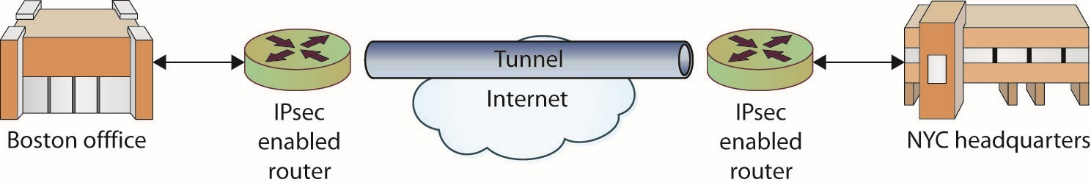 Tunnel
Internet
Boston offfice
IPsec
enabled
router
IPsec
enabled
router
NYC headquarters